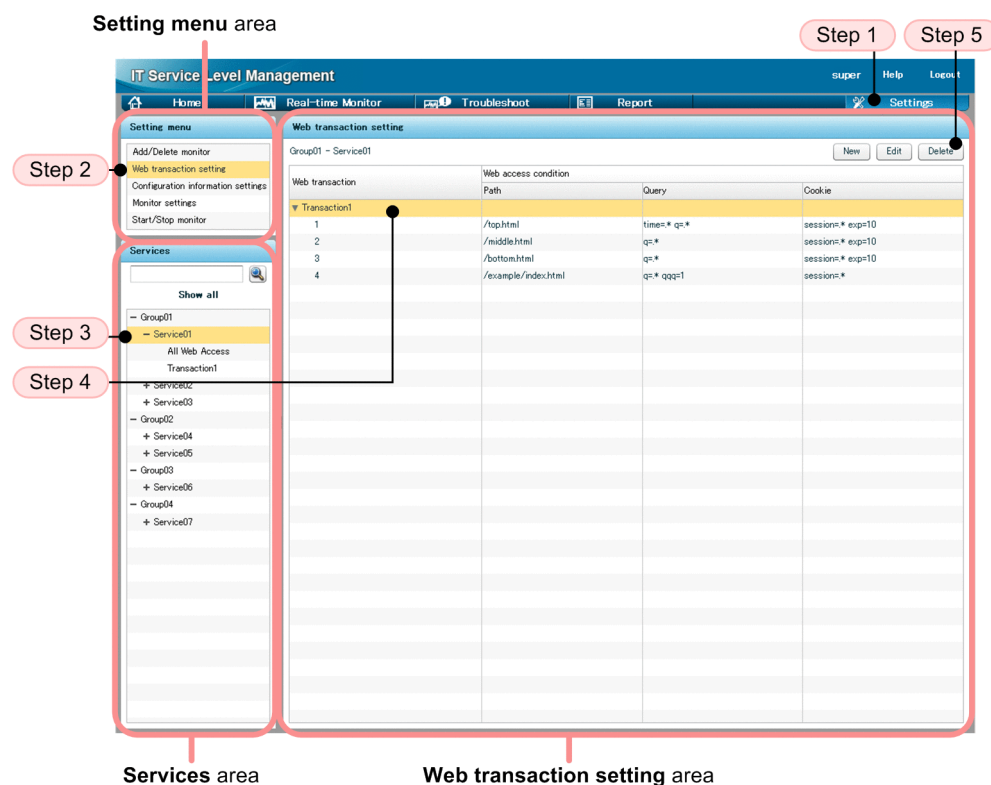 Setting menu area
Step 1
Step 5
IT Service Level Management
super Help Logout
Home Real-time Monitor Troubleshoot Report Settings
Setting menu
Web transaction setting
Add/Delete monitor
Group01 - Service01
New Edit Delete
Step 2
Web transaction setting
Configuration information settings
Monitor settings
Start/Stop monitor
Web transaction
Web access condition
Path Query Cookie
Transaction1
1 /top.html time=.* q=.* session=.* exp=10
2 /middle.html q=.* session=.* exp=10
3 /bottom.html q=.* session=.* exp=10
4 /example/index.html q=.* qqq=1 session=.*
Services
Show all
Group01
Step 3
Service01
All Web Access
Transaction1
Step 4
Service02
Service03
Group02
Service04
Service05
Group03
Service06
Group04
Service07
Services area
Web transaction setting area